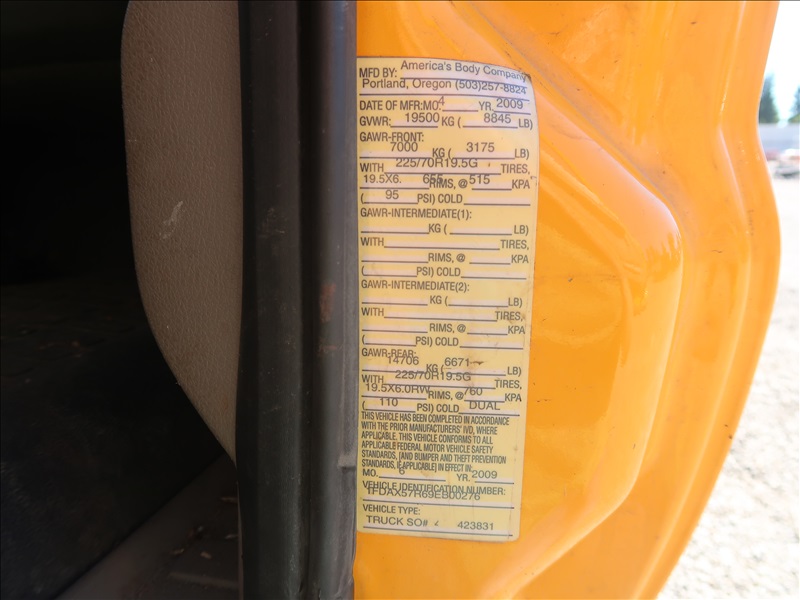 MFD BY: America's Body Company
Portland, Oregon (503)257-8824
DATE OF MFR:MO 4 YR 2009
GVWR: 19500 KG ( 8845 LB)
GAWR-FRONT:
7000 KG ( 3175 LB)
WITH 225/70R19.5G TIRES,
19.5X6. 655 RIMS, @ 515 KPA
( 95 PSI) COLD
GAWR-INTERMEDIATE(1):
KG ( LB)
WITH TIRES,
RIMS, @ KPA
( PSI) COLD
GAWR-INTERMEDIATE(2):
KG ( LB)
WITH TIRES,
RIMS, @ KPA
( PSI) COLD
GAWR-REAR:
14706 KG ( 6671 LB)
WITH 225/70R19.5G TIRES,
19.5X6.0RW RIMS, @ 760 KPA
( 110 PSI) COLD DUAL
THIS VEHICLE HAS BEEN COMPLETED IN ACCORDANCE
WITH THE PRIOR MANUFACTURERS' IVD, WHERE
APPLICABLE. THIS VEHICLE CONFORMS TO ALL
APPLICABLE FEDERAL MOTOR VEHICLE SAFETY
STANDARDS, [AND BUMPER AND THEFT PREVENTION
STANDARDS, IF APPLICABLE] IN EFFECT IN:
MO. 6 YR. 2009
VEHICLE IDENTIFICATION NUMBER:
1FDAX57R69EB00276
VEHICLE TYPE:
TRUCK SO# 423831